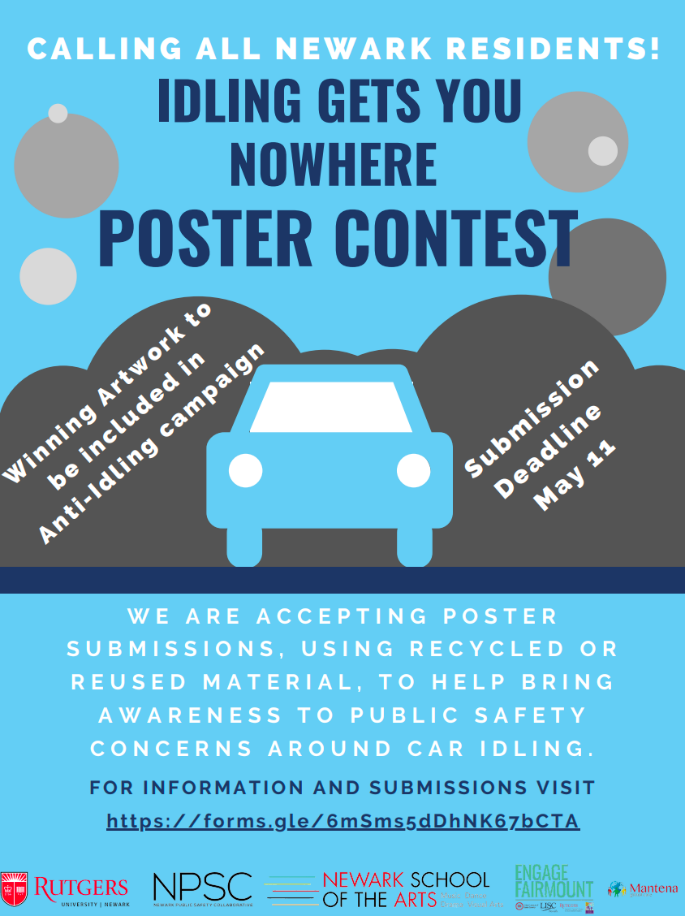 CALLING ALL NEWARK RESIDENTS!
IDLING GETS YOU
NOWHERE
POSTER CONTEST
Winning Artwork to
be included in
Anti-Idling campaign
Submission
Deadline
May 11
WE ARE ACCEPTING POSTER
SUBMISSIONS, USING RECYCLED OR
REUSED MATERIAL, TO HELP BRING
AWARENESS TO PUBLIC SAFETY
CONCERNS AROUND CAR IDLING.
FOR INFORMATION AND SUBMISSIONS VISIT
https://forms.gle/6mSms5dDhNK67bCTA
RUTGERS
UNIVERSITY | NEWARK
NPSC
NEWARK PUBLIC SAFETY COLLABORATIVE
NEWARK SCHOOL
OF THE ARTS
ENGAGE
FAIRMOUNT
LISC
Mantena